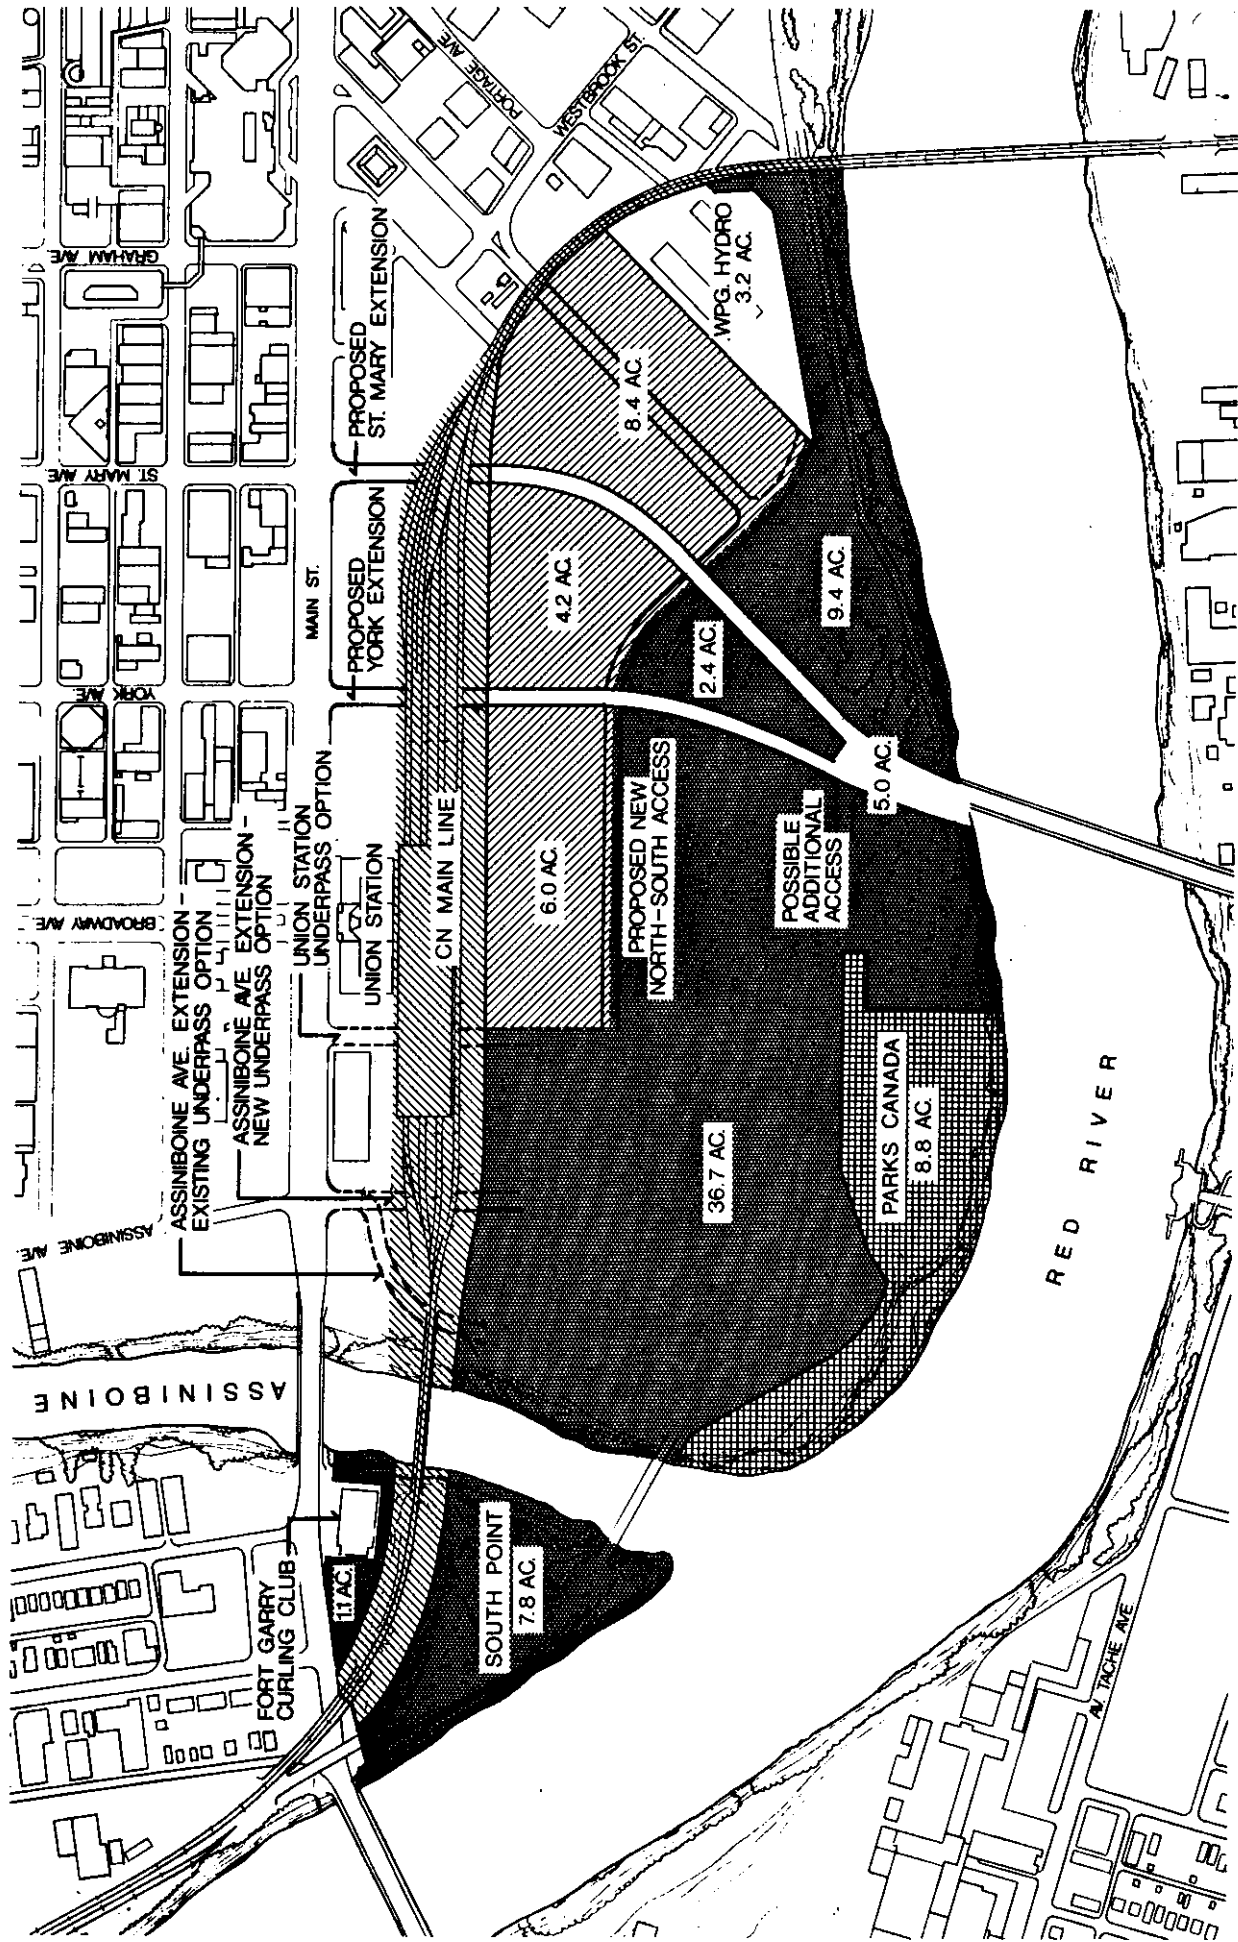 GRAHAM AVE
ST. MARY AVE
YORK AVE
BROADWAY AVE
ASSINIBOINE AVE
MAIN ST.
PORTAGE AVE.
WESTBROOK ST.
PROPOSED
ST. MARY EXTENSION
PROPOSED
YORK EXTENSION
UNION STATION
UNDERPASS OPTION
ASSINIBOINE AVE. EXTENSION-
NEW UNDERPASS OPTION
ASSINIBOINE AVE. EXTENSION-
EXISTING UNDERPASS OPTION
UNION STATION
CN MAIN LINE
WPG. HYDRO
3.2 AC.
8.4 AC.
4.2 AC.
6.0 AC.
2.4 AC.
9.4 AC.
5.0 AC.
PROPOSED NEW
NORTH-SOUTH ACCESS
POSSIBLE
ADDITIONAL
ACCESS
36.7 AC.
PARKS CANADA
8.8 AC.
RED RIVER
ASSINIBOINE
FORT GARRY
CURLING CLUB
1.1 AC.
SOUTH POINT
7.8 AC.
AV. TACHE AVE.